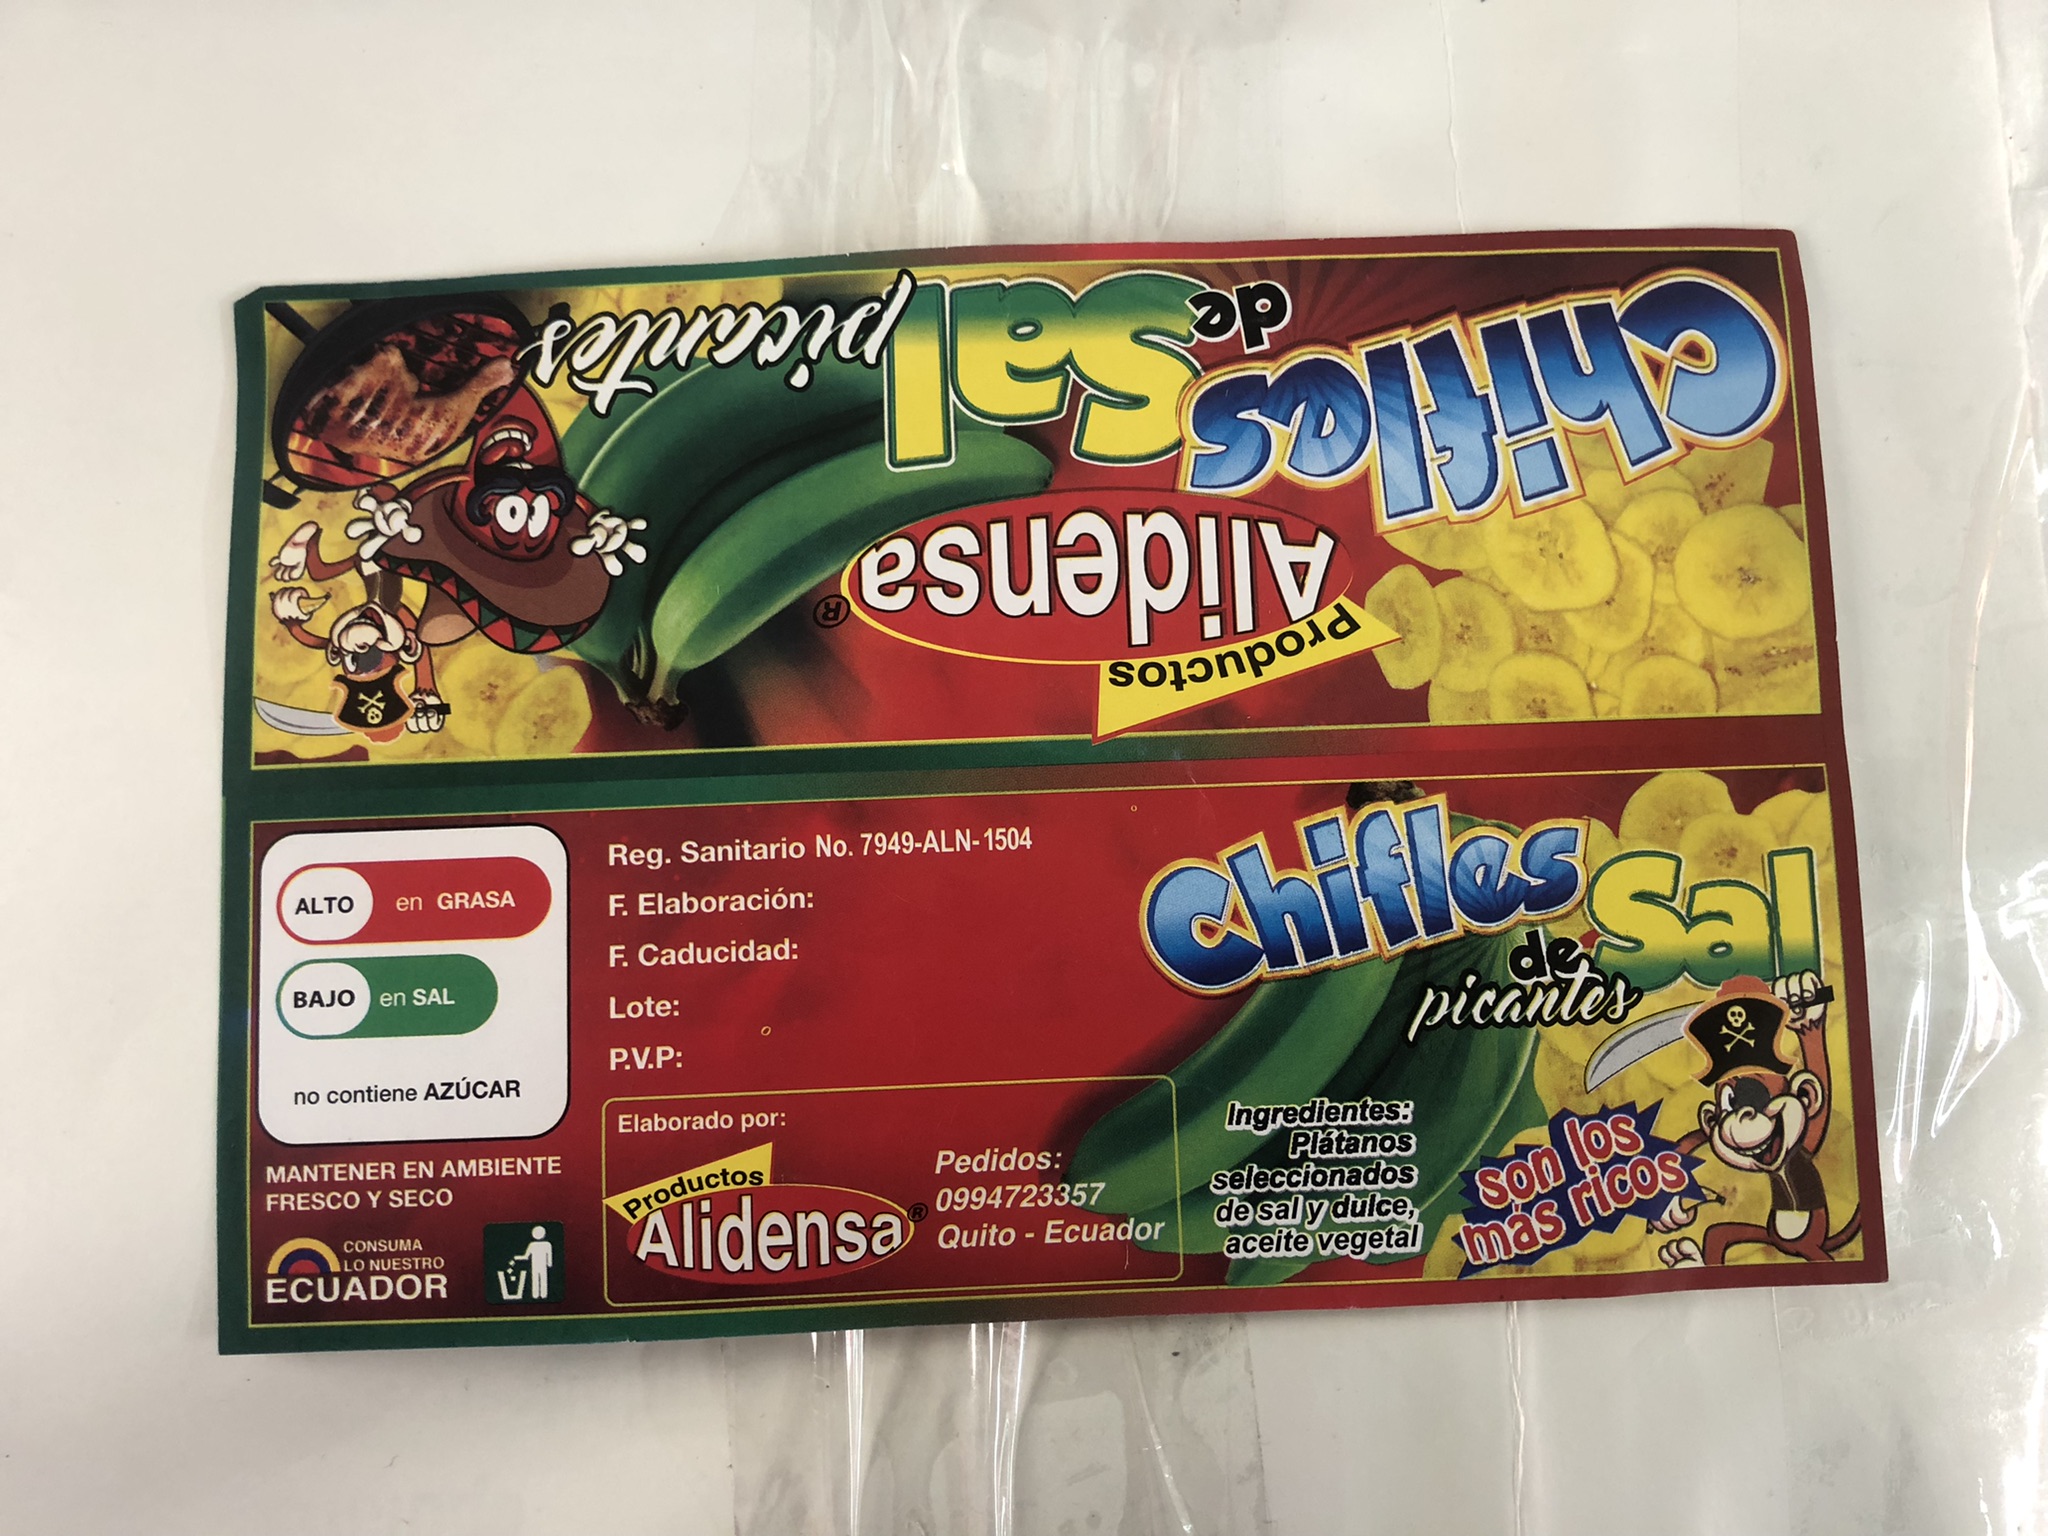 Chifles
de
Sal
picantes
Productos
Alidensa®
ALTO en GRASA
BAJO en SAL
no contiene AZÚCAR
MANTENER EN AMBIENTE
FRESCO Y SECO
CONSUMA
LO NUESTRO
ECUADOR
Reg. Sanitario No. 7949-ALN-1504
F. Elaboración:
F. Caducidad:
Lote:
P.V.P:
Elaborado por:
Productos
Alidensa®
Pedidos:
0994723357
Quito - Ecuador
Chifles
de Sal
picantes
Ingredientes:
Plátanos
seleccionados
de sal y dulce,
aceite vegetal
son los
más ricos